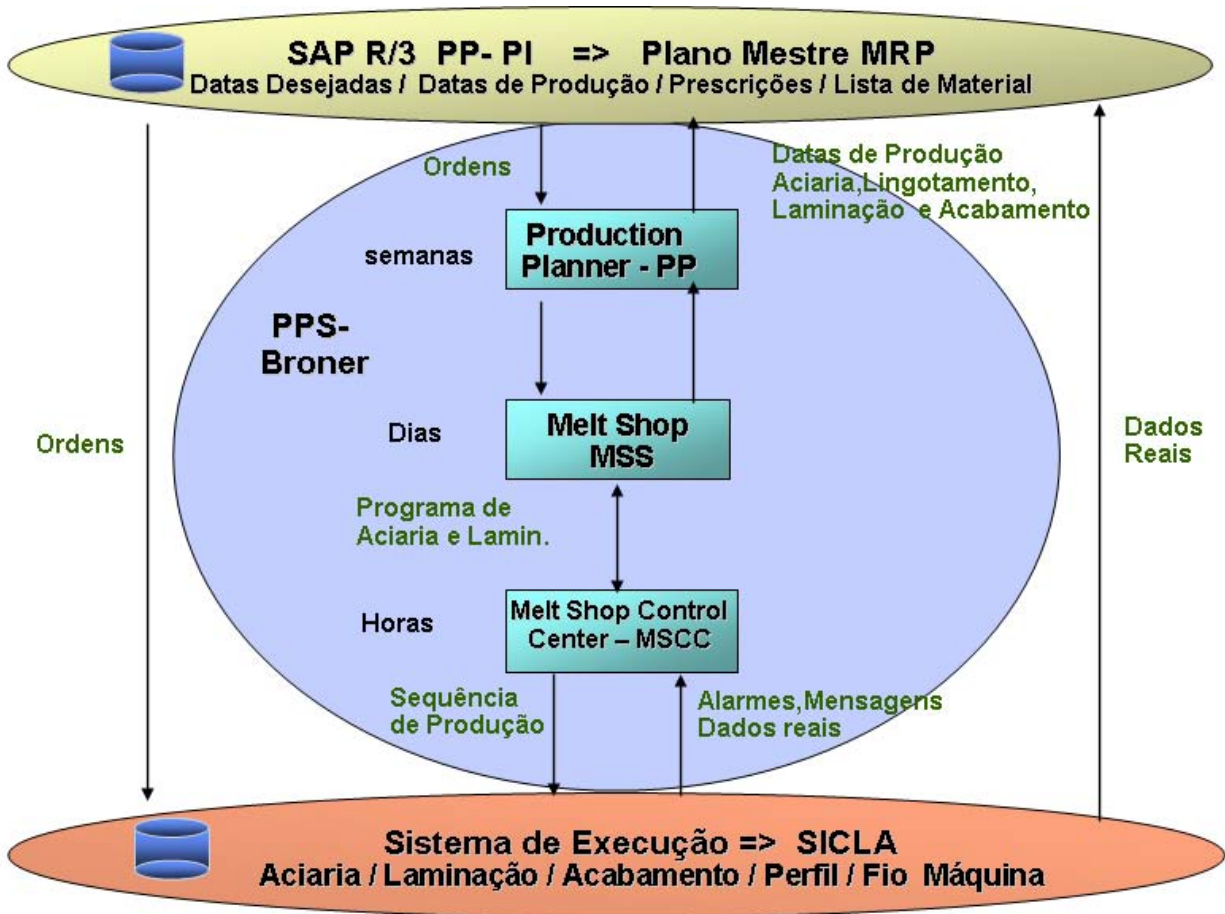 SAP R/3 PP- PI => Plano Mestre MRP
Datas Desejadas / Datas de Produção / Prescrições / Lista de Material
Ordens
Datas de Produção
Aciaria,Lingotamento,
Laminação e Acabamento
semanas
Production
Planner - PP
PPS-
Broner
Dias
Melt Shop
MSS
Ordens
Dados
Reais
Programa de
Aciaria e Lamin.
Horas
Melt Shop Control
Center – MSCC
Sequência
de Produção
Alarmes,Mensagens
Dados reais
Sistema de Execução => SICLA
Aciaria / Laminação / Acabamento / Perfil / Fio Máquina